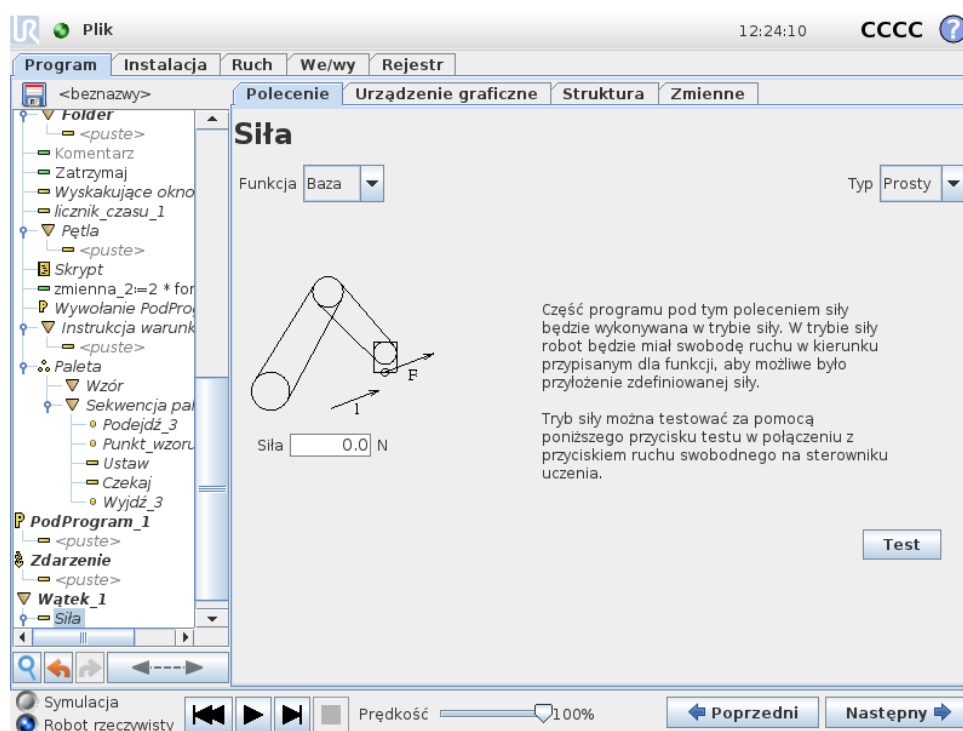 UR Plik 12:24:10 CCCC ?
Program Instalacja Ruch We/wy Rejestr
<beznazwy>
Polecenie Urządzenie graficzne Struktura Zmienne
Folder
<puste>
Komentarz
Zatrzymaj
Wyskakujące okno
licznik_czasu_1
Pętla
<puste>
Skrypt
zmienna_2:=2 * for
P Wywołanie PodPro
Instrukcja warunk
<puste>
Paleta
Wzór
Sekwencja pal
Podejdź_3
Punkt_wzoru
Ustaw
Czekaj
Wyjdź_3
P PodProgram_1
<puste>
Zdarzenie
<puste>
Wątek_1
Siła
Siła
Funkcja Baza
Typ Prosty
F
1
Siła 0.0 N
Część programu pod tym poleceniem siły
będzie wykonywana w trybie siły. W trybie siły
robot będzie miał swobodę ruchu w kierunku
przypisanym dla funkcji, aby możliwe było
przyłożenie zdefiniowanej siły.
Tryb siły można testować za pomocą
poniższego przycisku testu w połączeniu z
przyciskiem ruchu swobodnego na sterowniku
uczenia.
Test
Symulacja
Robot rzeczywisty
Prędkość 100%
Poprzedni
Następny